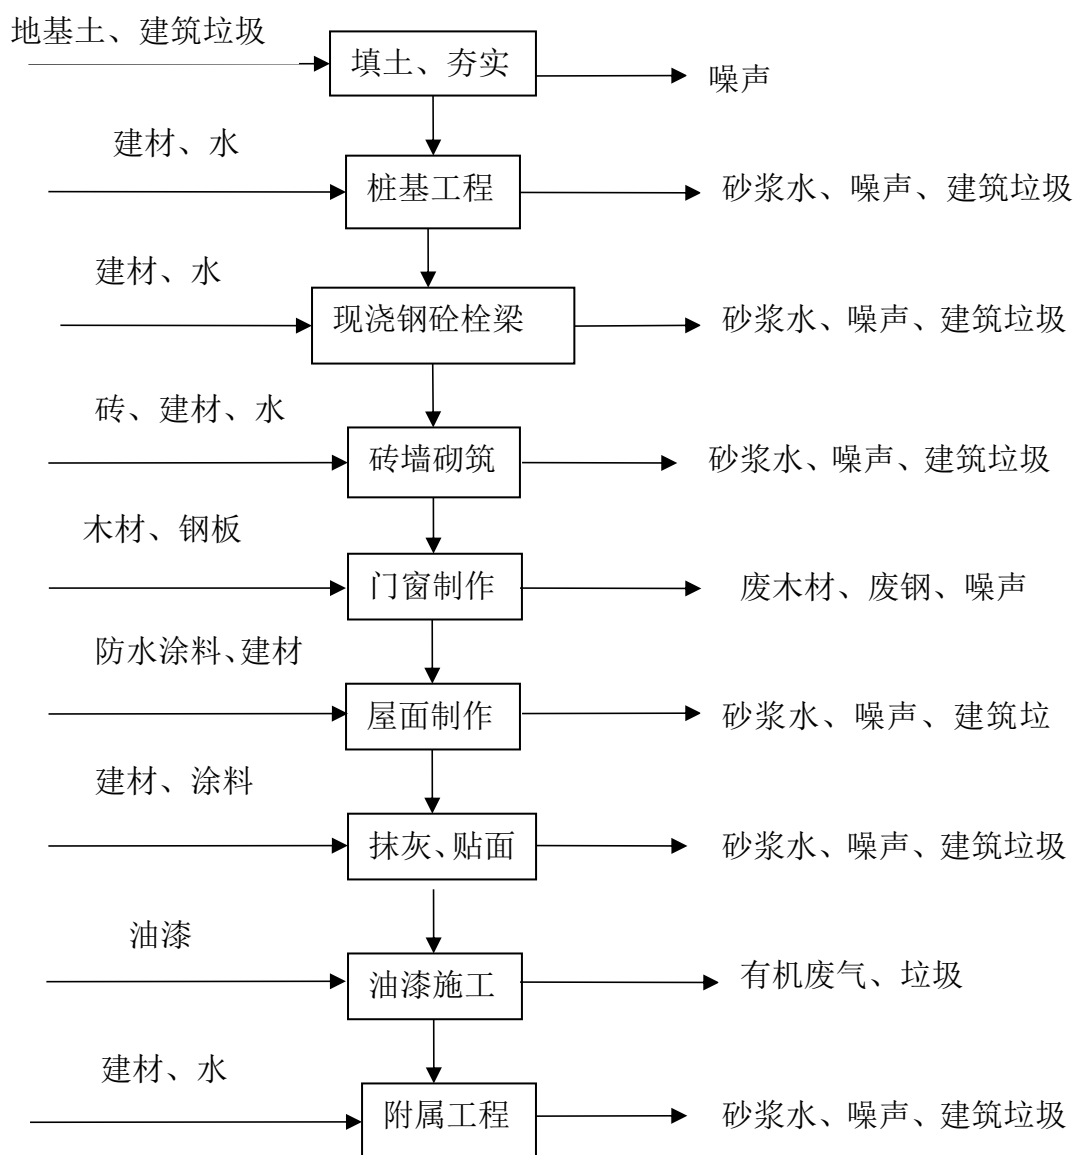 地基土、建筑垃圾
填土、夯实
噪声
建材、水
桩基工程
砂浆水、噪声、建筑垃圾
建材、水
现浇钢砼栓梁
砂浆水、噪声、建筑垃圾
砖、建材、水
砖墙砌筑
砂浆水、噪声、建筑垃圾
木材、钢板
门窗制作
废木材、废钢、噪声
防水涂料、建材
屋面制作
砂浆水、噪声、建筑垃
建材、涂料
抹灰、贴面
砂浆水、噪声、建筑垃圾
油漆
油漆施工
有机废气、垃圾
建材、水
附属工程
砂浆水、噪声、建筑垃圾